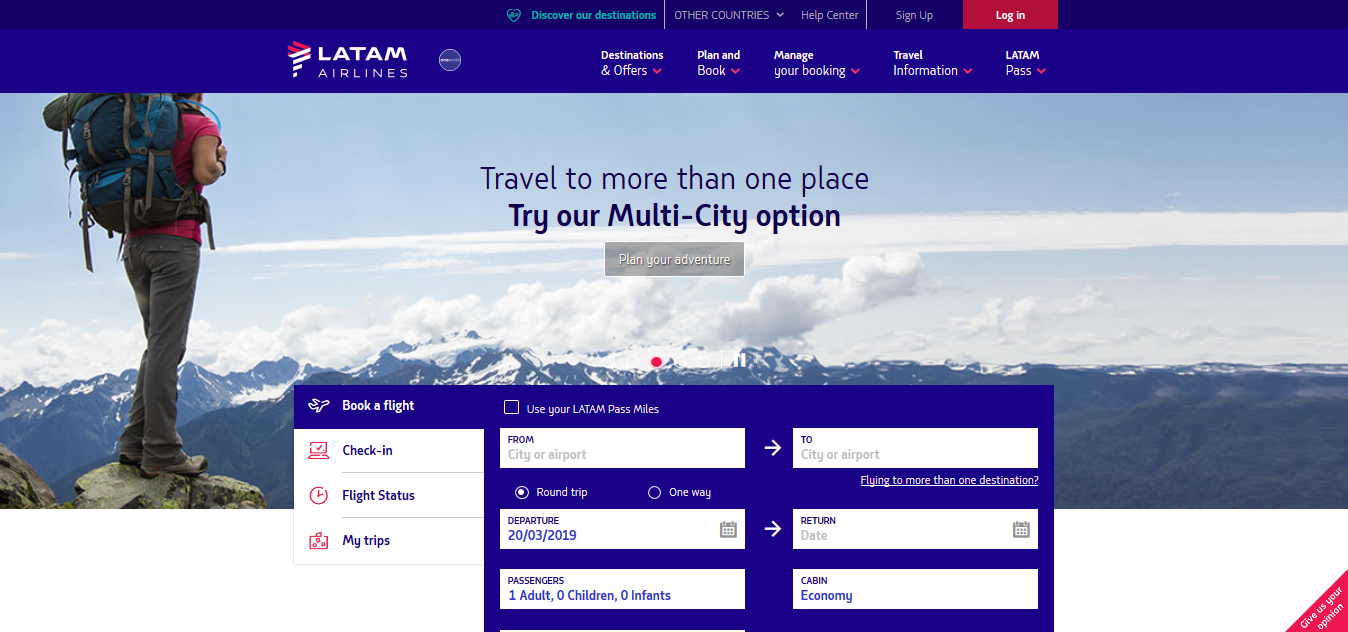 Discover our destinations
OTHER COUNTRIES
Help Center
Sign Up
Log in
LATAM
AIRLINES
Destinations
& Offers
Plan and
Book
Manage
your booking
Travel
Information
LATAM
Pass
Travel to more than one place
Try our Multi-City option
Plan your adventure
Book a flight
Check-in
Flight Status
My trips
Use your LATAM Pass Miles
FROM
City or airport
TO
City or airport
Flying to more than one destination?
Round trip
One way
DEPARTURE
20/03/2019
RETURN
Date
PASSENGERS
1 Adult, 0 Children, 0 Infants
CABIN
Economy
Give us your
opinion